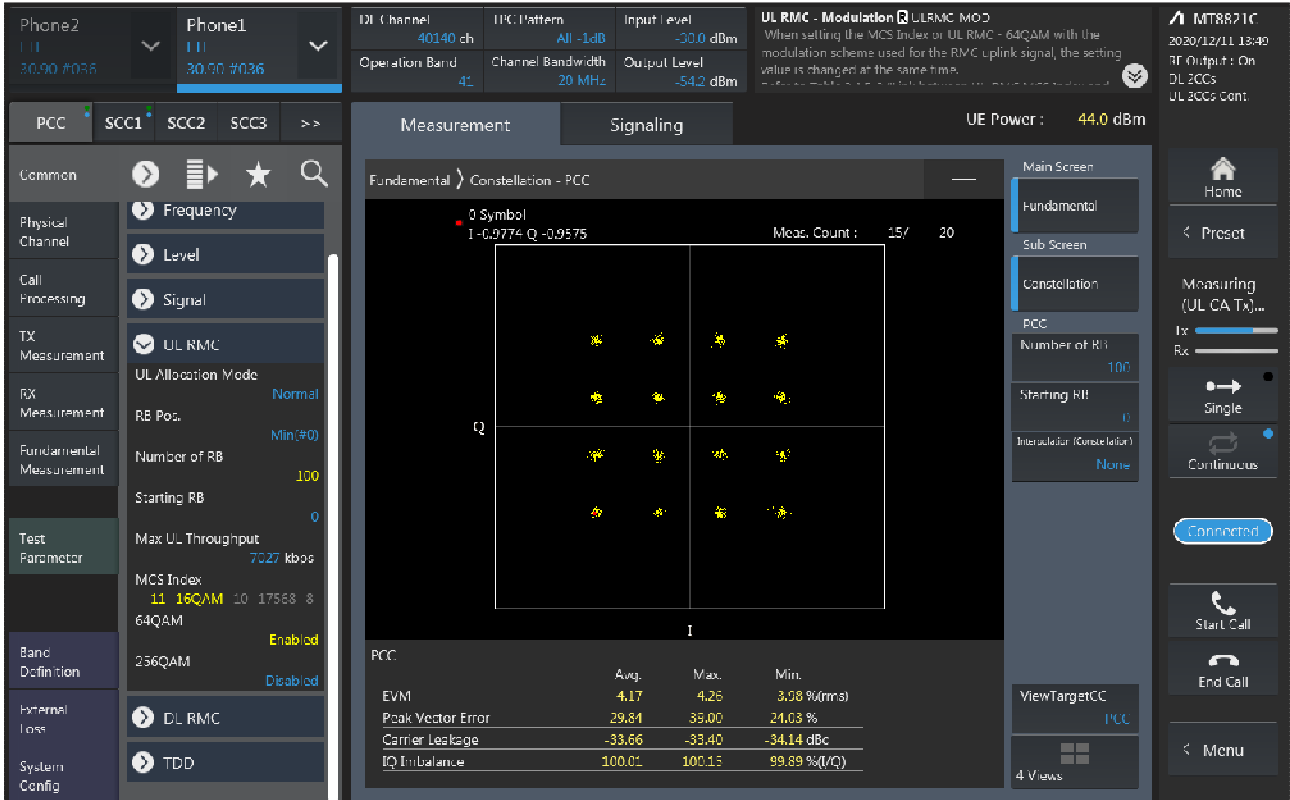 Phone2
LTE
30.90 #036
Phone1
LTE
30.90 #036
DL Channel
40140 ch
TPC Pattern
All -1dB
Input Level
-30.0 dBm
Operation Band
41
Channel Bandwidth
20 MHz
Output Level
-54.2 dBm
UL RMC - Modulation R ULRMC_MOD
When setting the MCS Index or UL RMC - 64QAM with the
modulation scheme used for the RMC uplink signal, the setting
value is changed at the same time.
MT8821C
2020/12/11 13:49
RF Output : On
DL 2CCs
UL 2CCs Cont.
PCC
SCC1
SCC2
SCC3
>>
Measurement
Signaling
UE Power :
44.0 dBm
Common
Physical
Channel
Call
Processing
TX
Measurement
RX
Measurement
Fundamental
Measurement
Test
Parameter
Band
Definition
External
Loss
System
Config
Frequency
Level
Signal
UL RMC
UL Allocation Mode
Normal
RB Pos.
Min(#0)
Number of RB
100
Starting RB
0
Max UL Throughput
7027 kbps
MCS Index
11 16QAM 10 17568 8
64QAM
Enabled
256QAM
Disabled
DL RMC
TDD
Fundamental
Constellation - PCC
0 Symbol
I -0.9774 Q -0.9575
Meas. Count : 15/ 20
Q
I
PCC
Avg. Max. Min.
EVM 4.17 4.26 3.98 %(rms)
Peak Vector Error 29.84 39.00 24.03 %
Carrier Leakage -33.66 -33.40 -34.14 dBc
IQ Imbalance 100.01 100.15 99.89 %(I/Q)
Main Screen
Fundamental
Sub Screen
Constellation
PCC
Number of RB
100
Starting RB
0
Interpolation (Constellation)
None
ViewTargetCC
PCC
4 Views
Home
Preset
Measuring
(UL CA Tx)...
Tx
Rx
Single
Continuous
Connected
Start Call
End Call
Menu